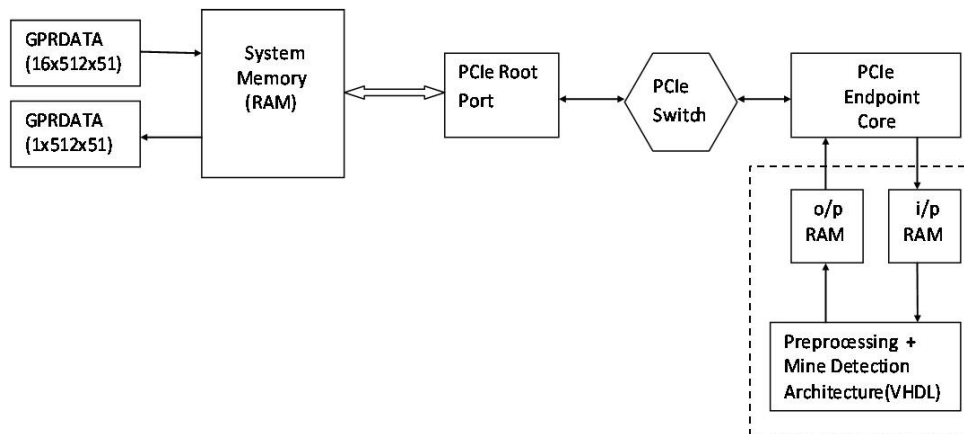 GPRDATA
(16x512x51)
GPRDATA
(1x512x51)
System
Memory
(RAM)
PCIe Root
Port
PCIe
Switch
PCIe
Endpoint
Core
o/p
RAM
i/p
RAM
Preprocessing +
Mine Detection
Architecture(VHDL)